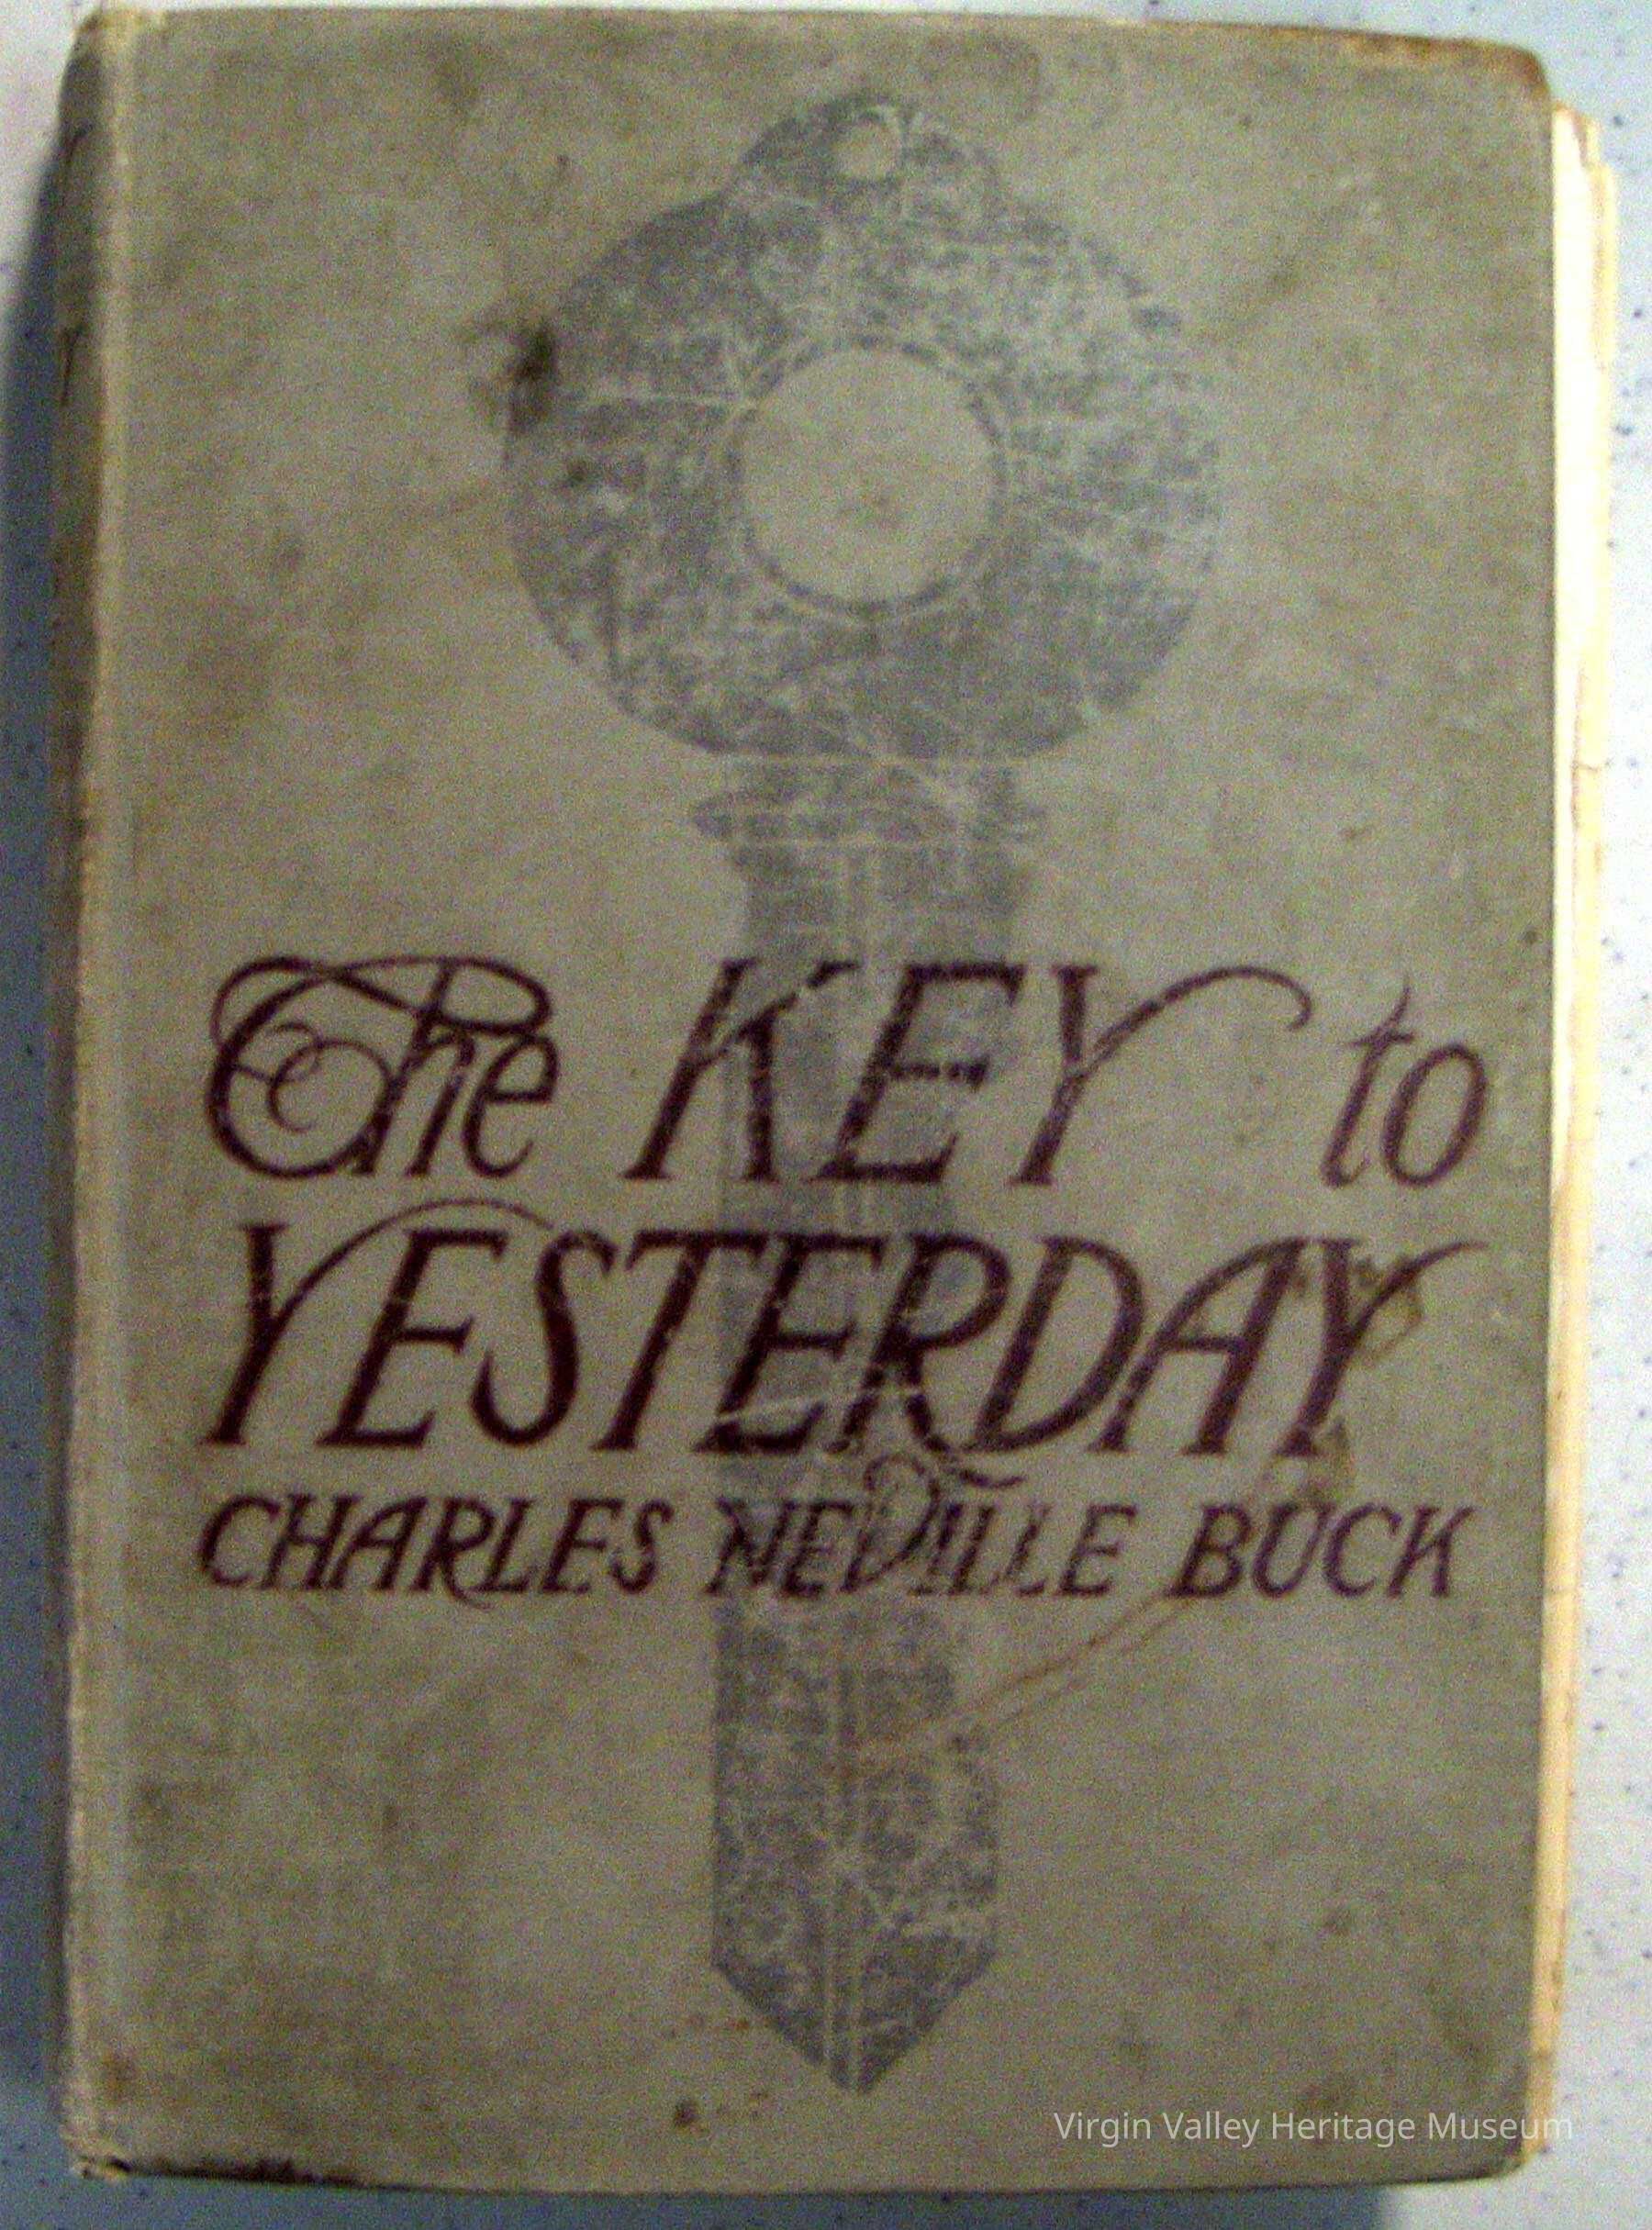 The KEY to
YESTERDAY
CHARLES NEVILLE BUCK
Virgin Valley Heritage Museum